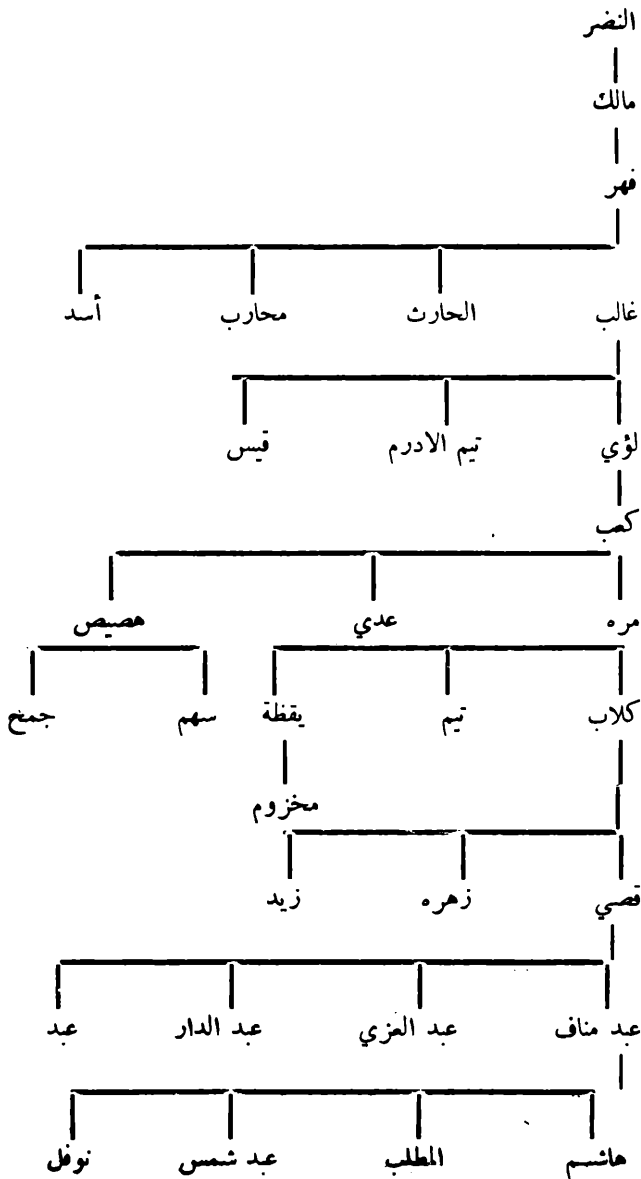 النضر
مالك
فهر
غالب الحارث محارب أسد
لؤي تيم الادرم قيس
كعب
مره عدي هصيص
كلاب تيم يقظة سهم جمخ
مخزوم
قصي زهره زيد
عبد مناف عبد العزي عبد الدار عبد
هاشم المطلب عبد شمس نوفل